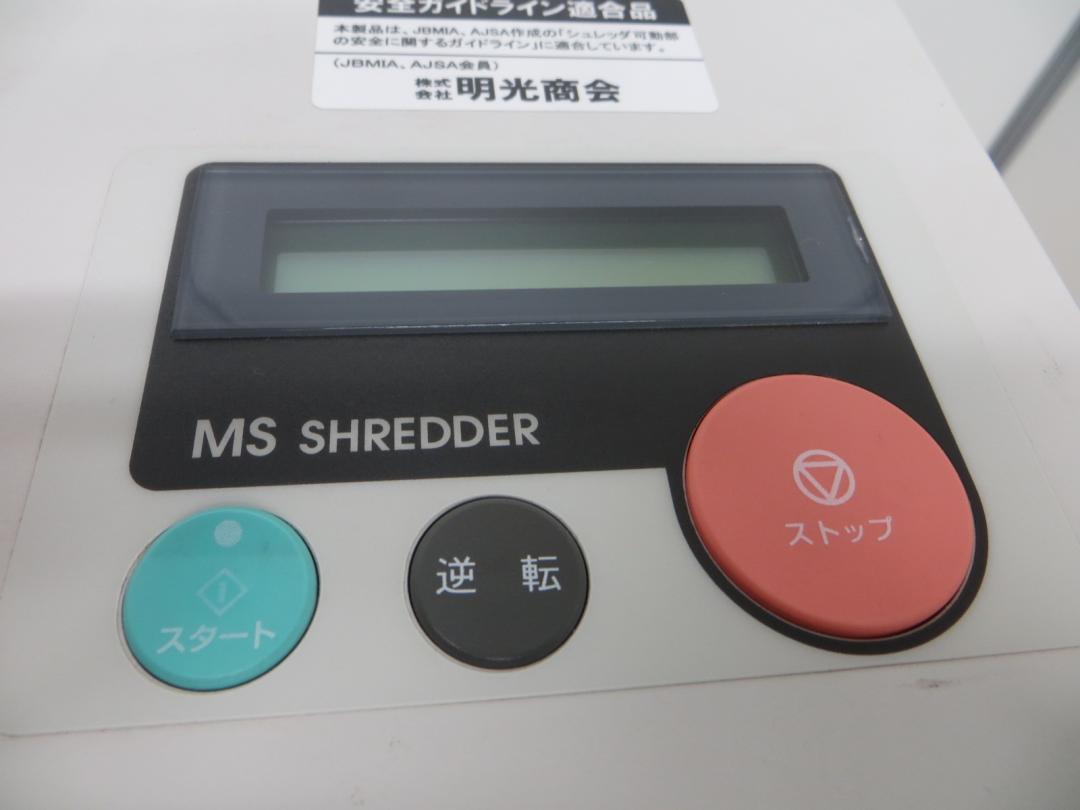 安全ガイドライン適合品
本製品は、JBMIA、AJSA作成の「シュレッダ可動部
の安全に関するガイドライン」に適合しています。
(JBMIA、AJSA会員)
株式会社 明光商会
MS SHREDDER
スタート
逆 転
ストップ